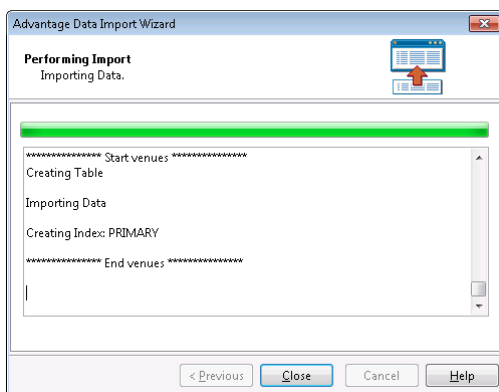 Advantage Data Import Wizard
Performing Import
Importing Data.
*************** Start venues ***************
Creating Table
Importing Data
Creating Index: PRIMARY
*************** End venues ***************
< Previous
Close
Cancel
Help